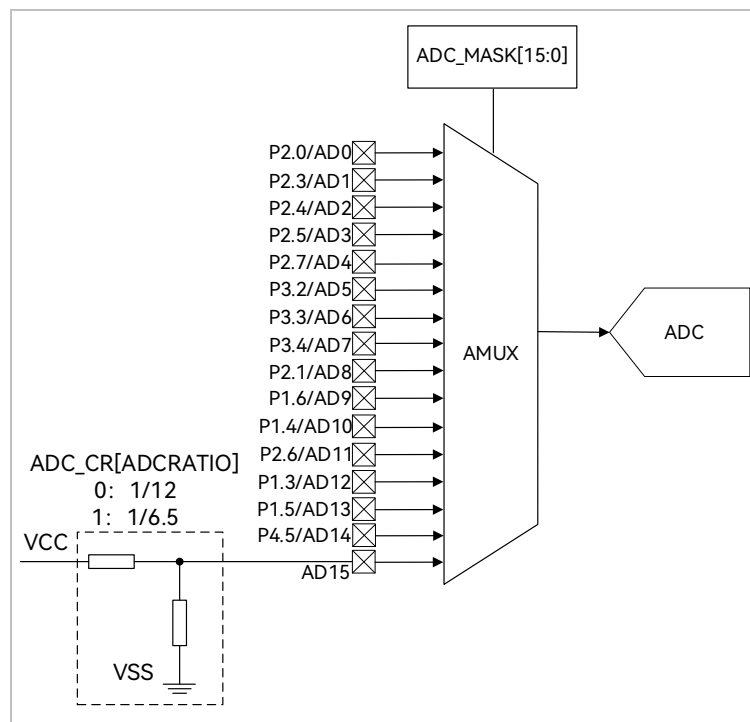 ADC_MASK[15:0]
P2.0/AD0
P2.3/AD1
P2.4/AD2
P2.5/AD3
P2.7/AD4
P3.2/AD5
P3.3/AD6
P3.4/AD7
P2.1/AD8
P1.6/AD9
P1.4/AD10
P2.6/AD11
P1.3/AD12
P1.5/AD13
P4.5/AD14
AD15
AMUX
ADC
ADC_CR[ADCRATIO]
0: 1/12
1: 1/6.5
VCC
VSS